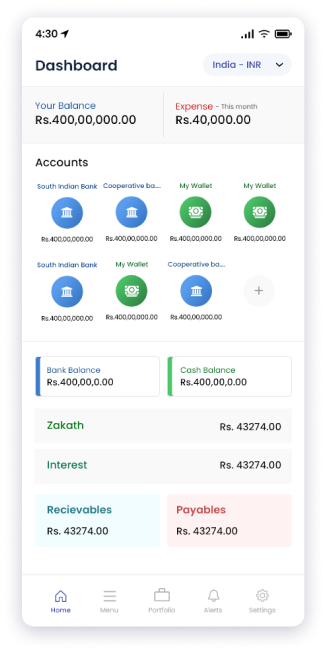 4:30
Dashboard
India - INR
Your Balance
Rs.400,00,000.00
Expense - This month
Rs.40,000.00
Accounts
South Indian Bank
Cooperative ba...
My Wallet
My Wallet
Rs.400,00,000.00
Rs.400,00,000.00
Rs.400,00,000.00
Rs.400,00,000.00
South Indian Bank
My Wallet
Cooperative ba...
Rs.400,00,000.00
Rs.400,00,000.00
Rs.400,00,000.00
+
Bank Balance
Rs.400,00,0.00
Cash Balance
Rs.400,00,0.00
Zakath
Rs. 43274.00
Interest
Rs. 43274.00
Recievables
Rs. 43274.00
Payables
Rs. 43274.00
Home
Menu
Portfolio
Alerts
Settings